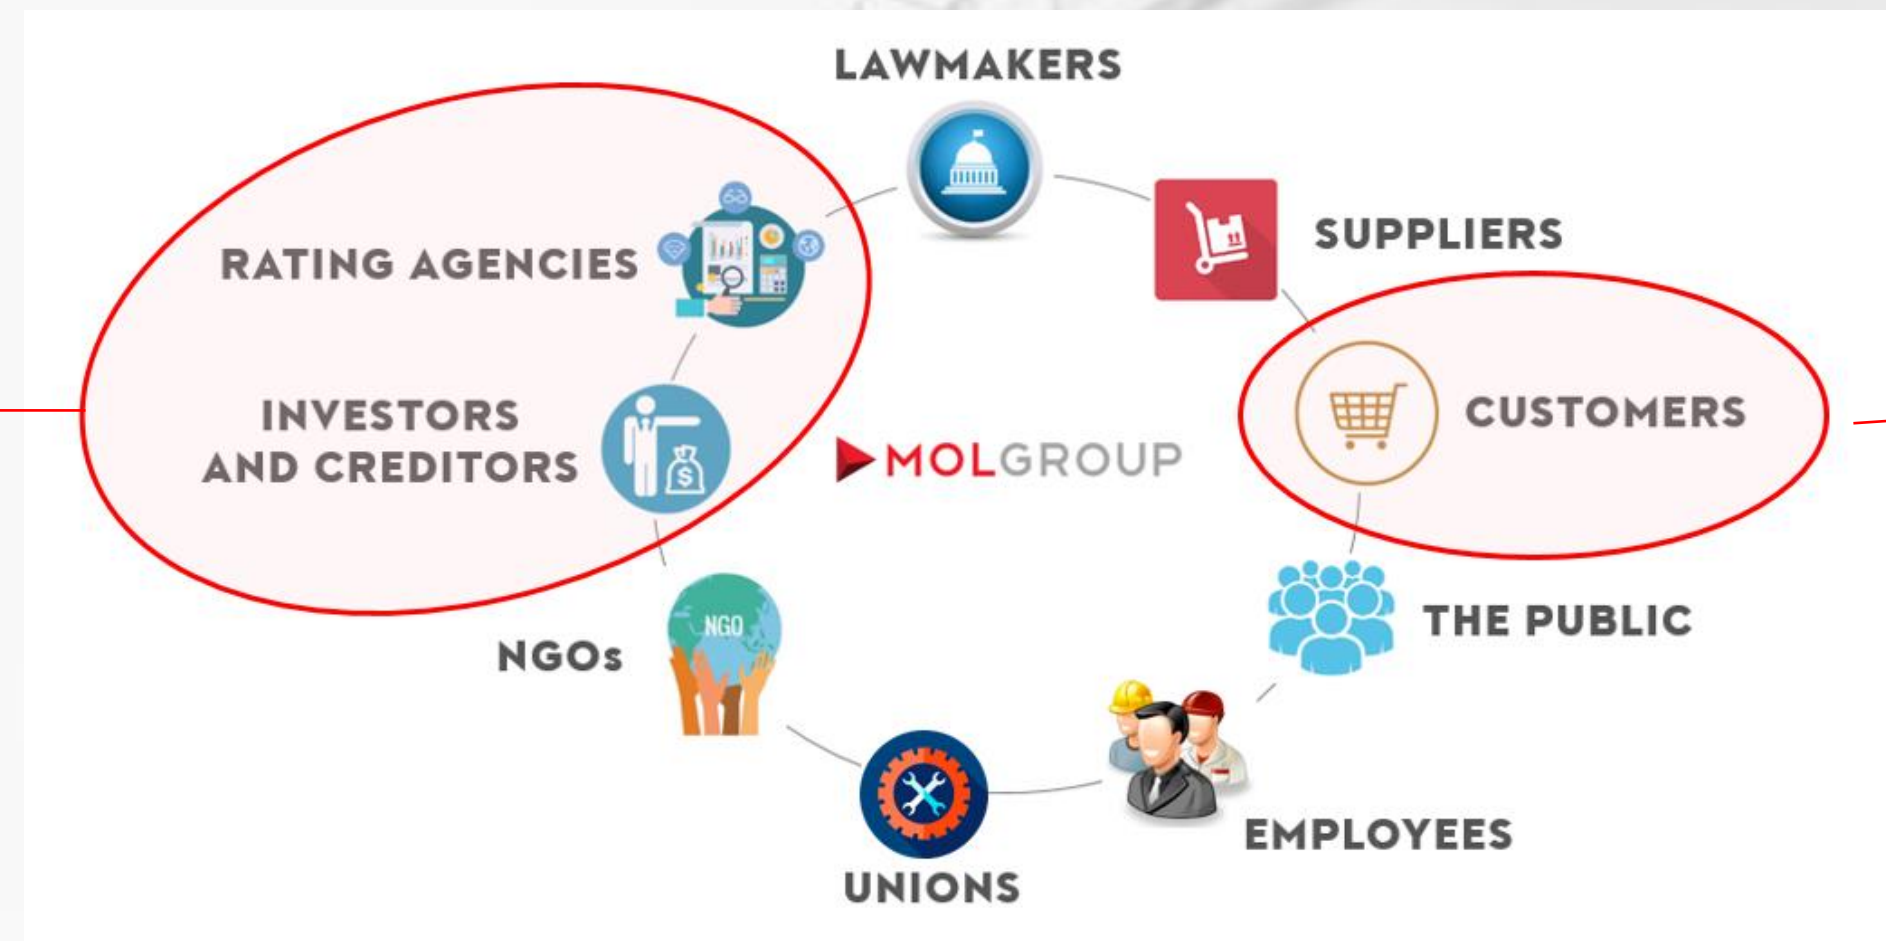 LAWMAKERS
SUPPLIERS
RATING AGENCIES
CUSTOMERS
INVESTORS
AND CREDITORS
$
MOLGROUP
THE PUBLIC
NGO
NGOs
EMPLOYEES
UNIONS